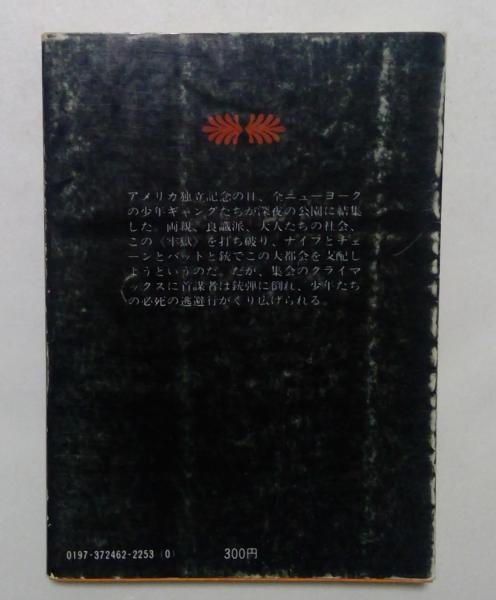 アメリカ独立記念の日、全ニューヨーク
の少年ギャングたちが深夜の公園に結集
した。両親、良識派、大人たちの社会、
この《牢獄》を打ち破り、ナイフとチェ
ーンとバットと銃でこの大都会を支配し
ようというのだ。だが、集会のクライマ
ックスに首謀者は銃弾に倒れ、少年たち
の必死の逃避行がくり広げられる。
0197-372462-2253(0)
300円